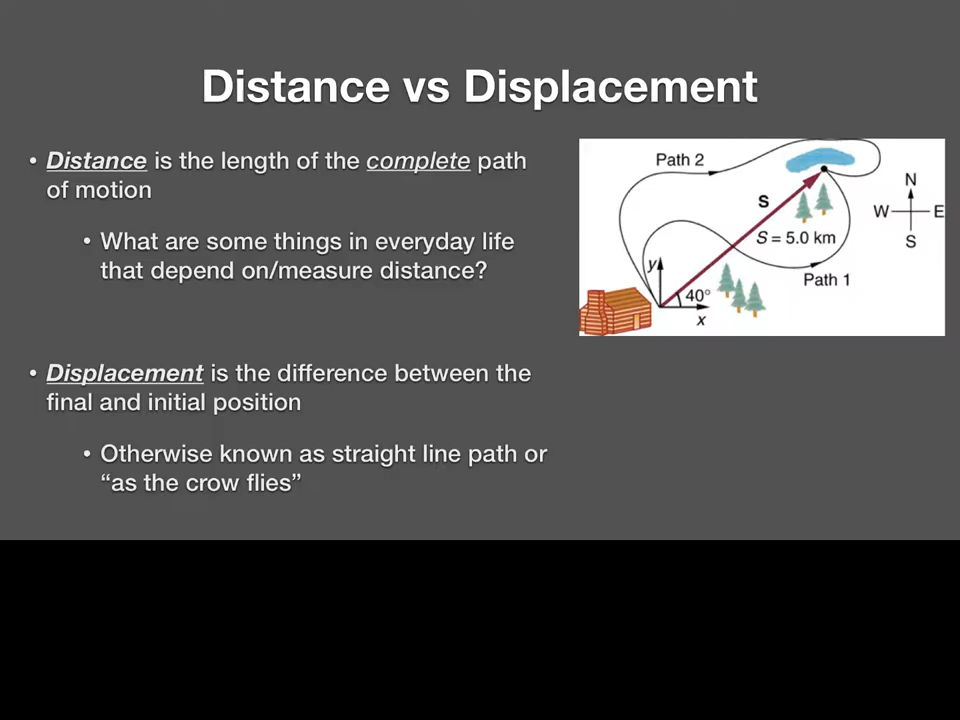 Distance vs Displacement
• Distance is the length of the complete path
of motion
• What are some things in everyday life
that depend on/measure distance?
• Displacement is the difference between the
final and initial position
• Otherwise known as straight line path or
“as the crow flies”
Path 2
N
S
W E
S = 5.0 km
S
y
Path 1
40°
x